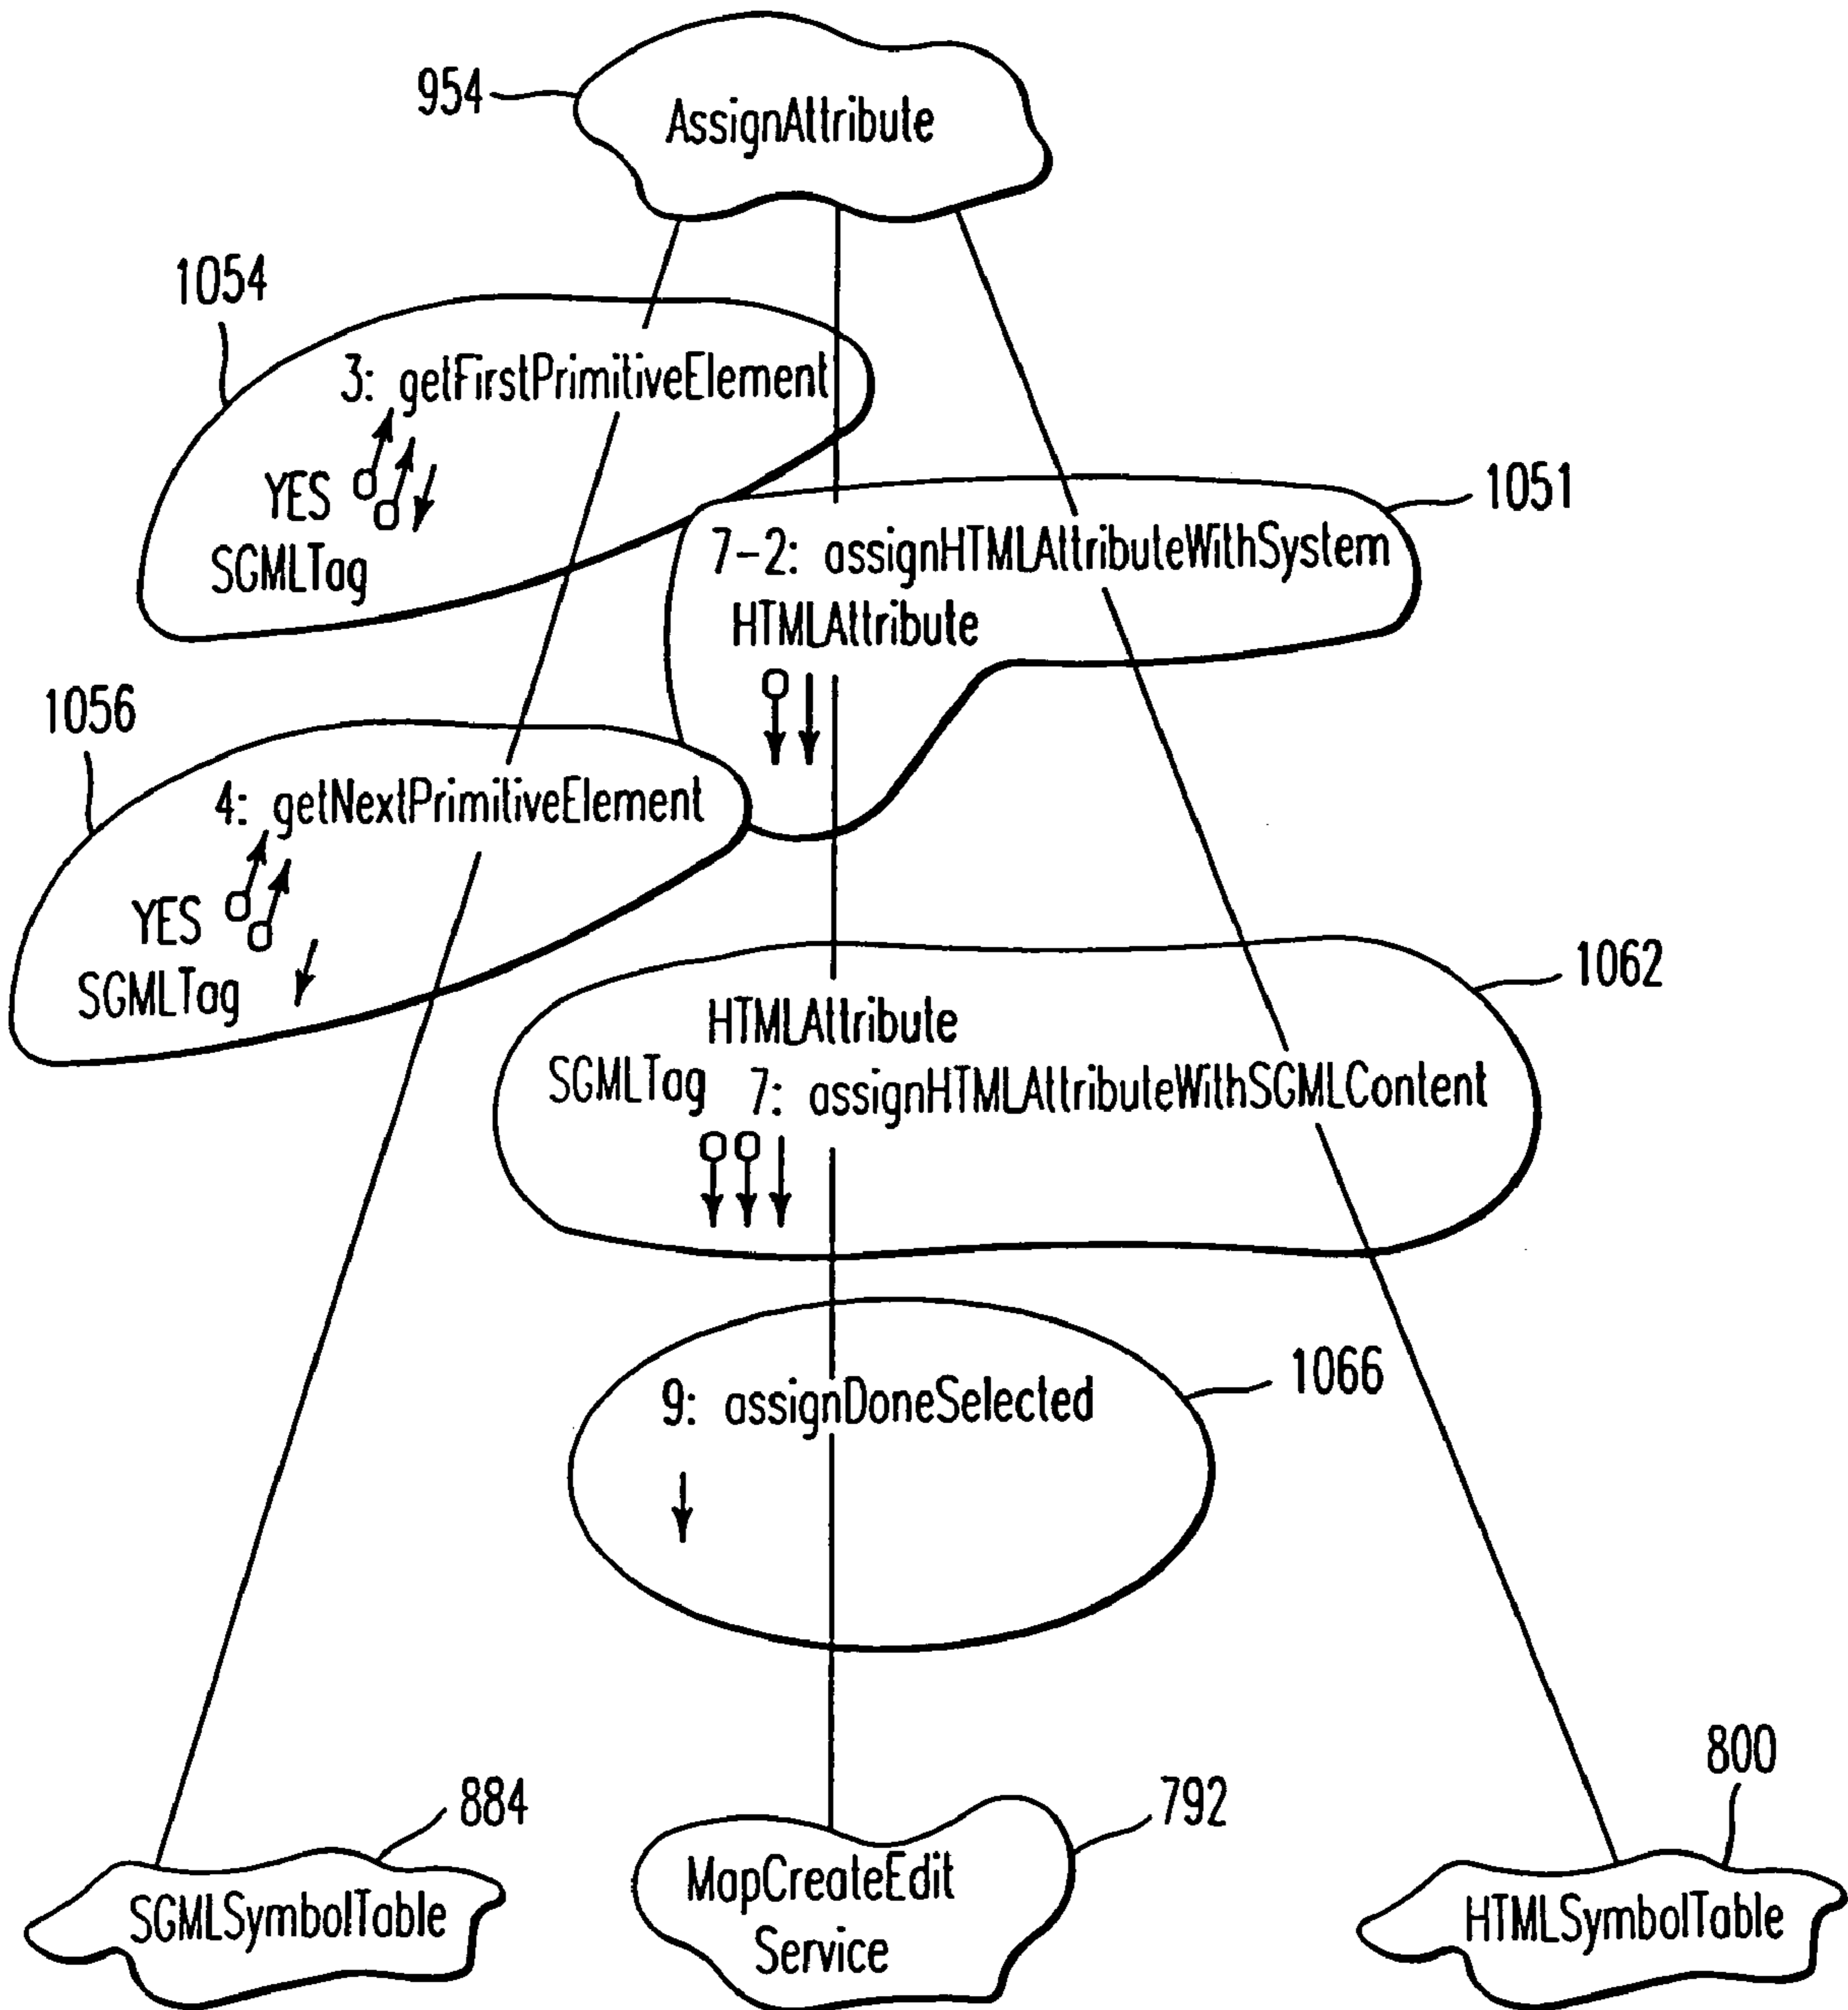 954
AssignAttribute
1054
3: getFirstPrimitiveElement
YES
SGMLTag
1051
7-2: assignHTMLAttributeWithSystem
HTMLAttribute
1056
4: getNextPrimitiveElement
YES
SGMLTag
1062
HTMLAttribute
SGMLTag 7: assignHTMLAttributeWithSGMLContent
1066
9: assignDoneSelected
884
SGMLSymbolTable
792
MapCreateEdit
Service
800
HTMLSymbolTable